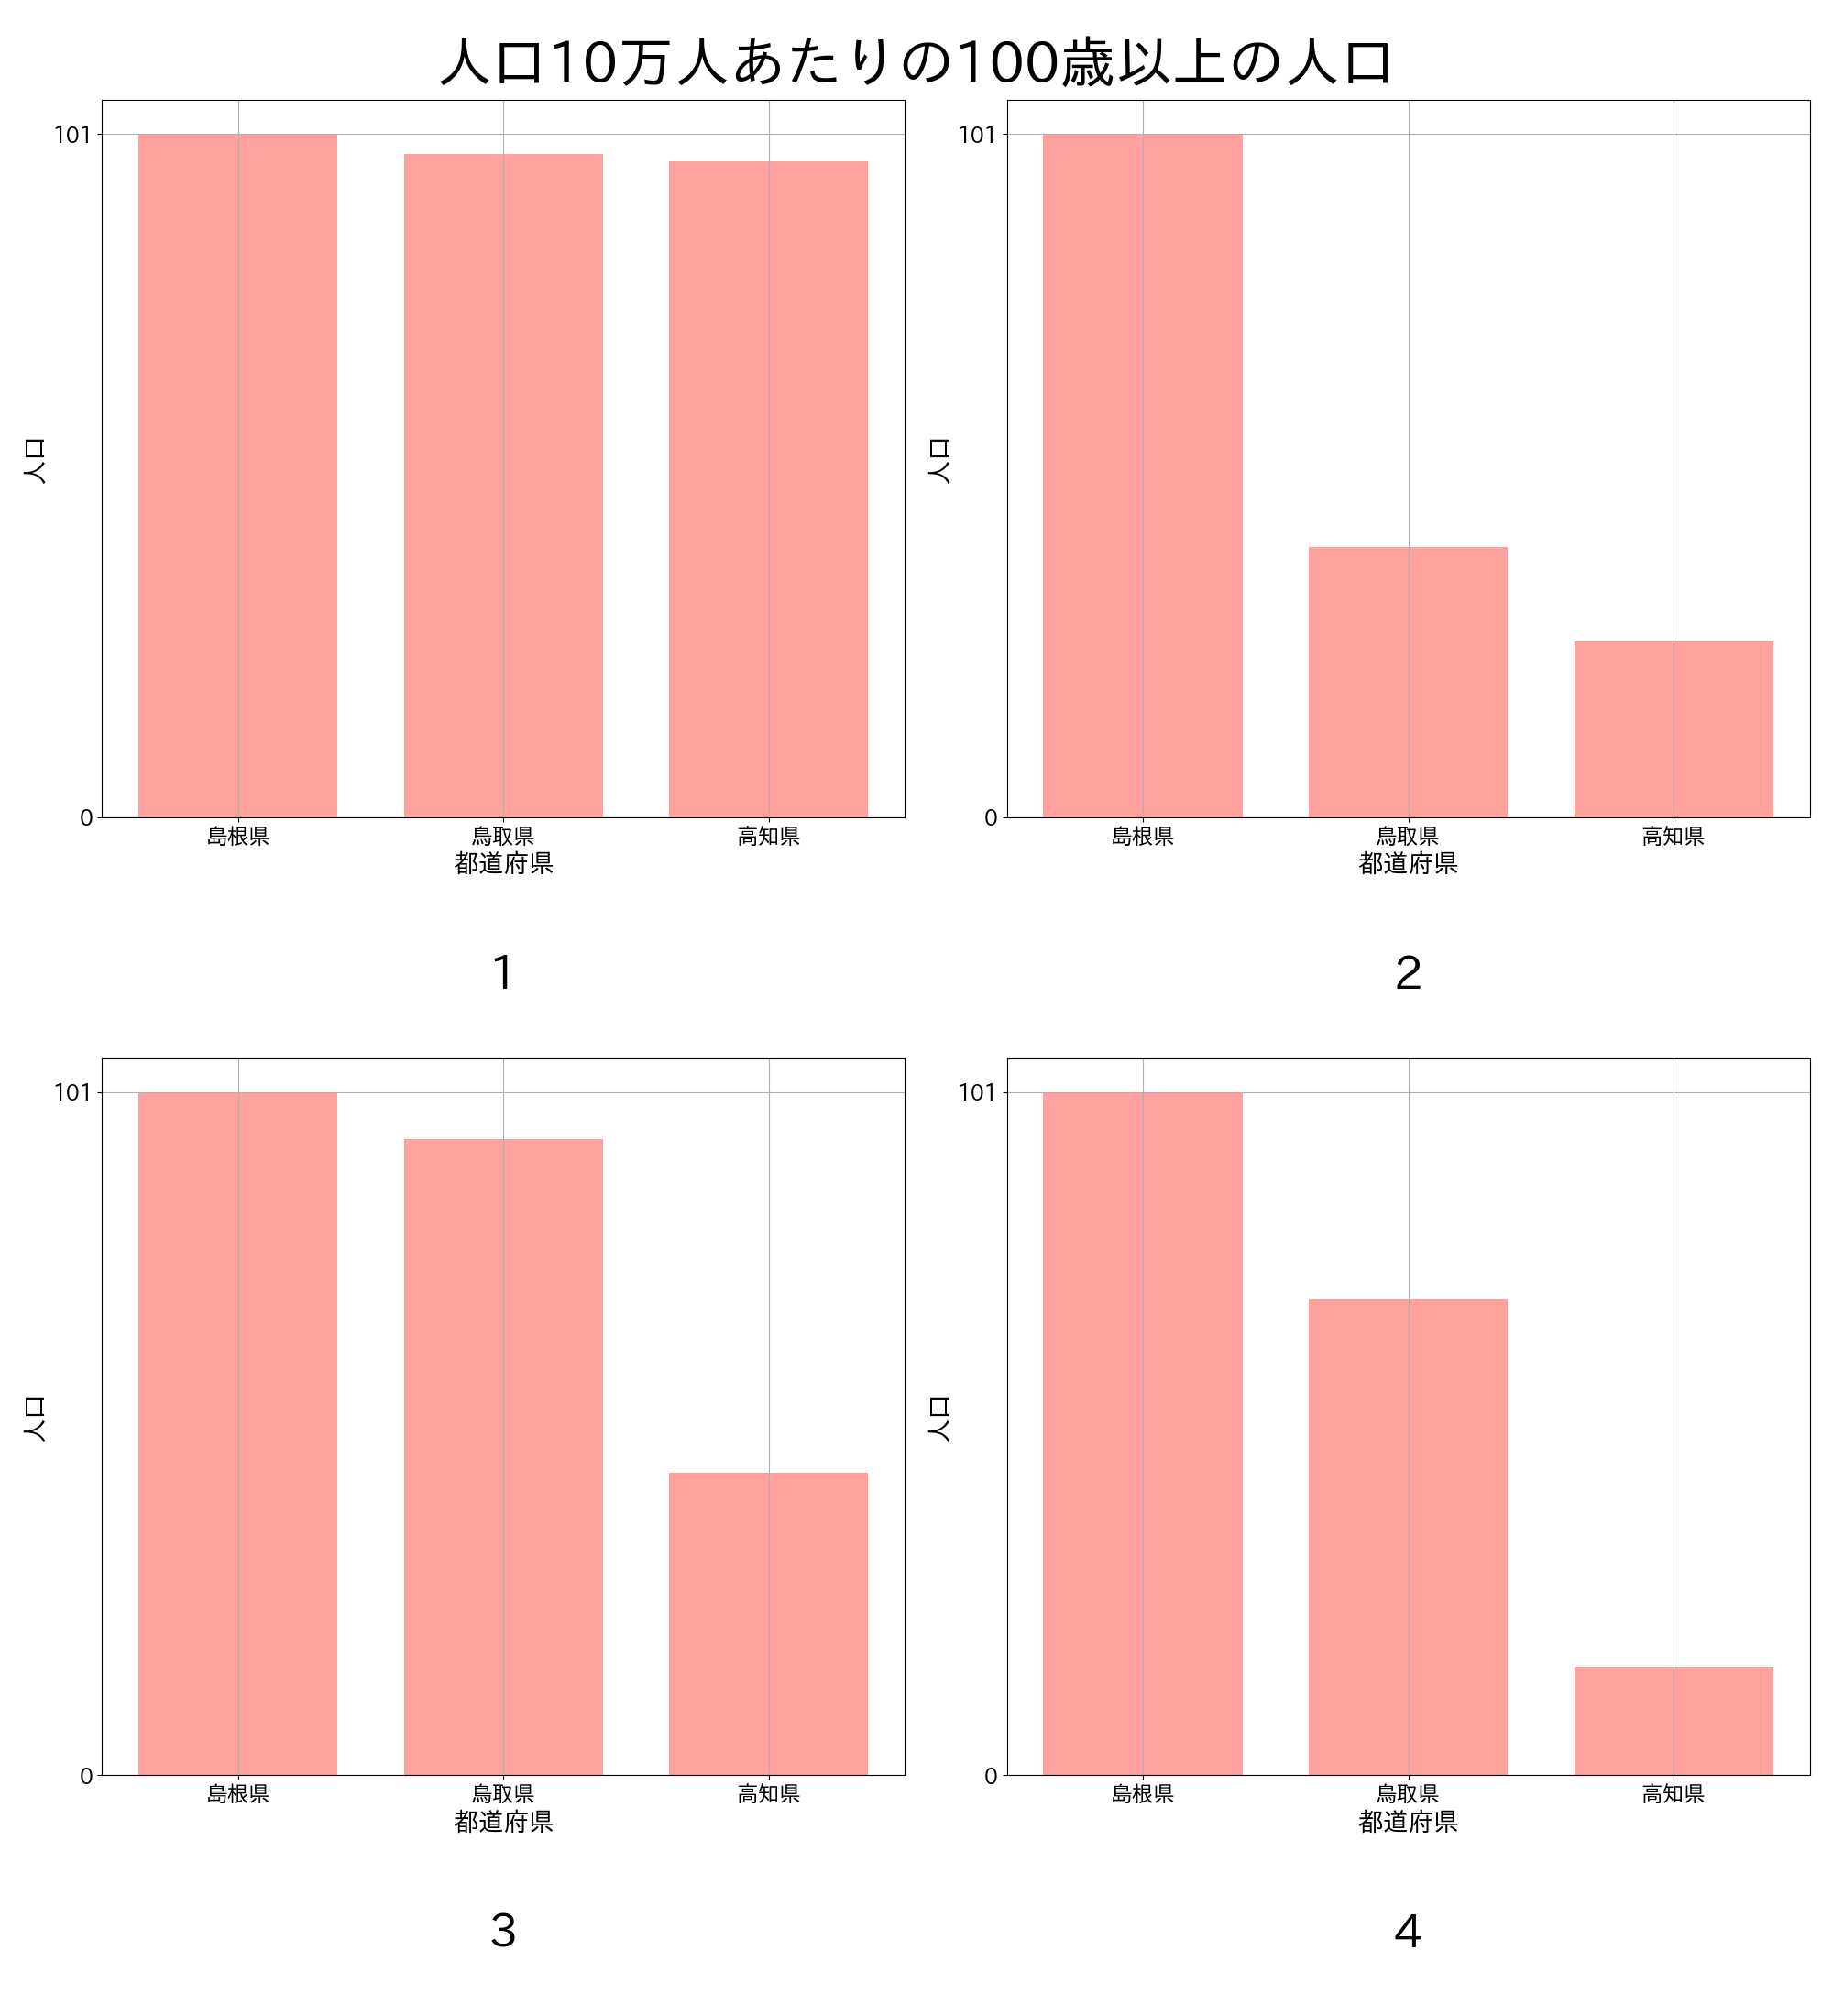 人口10万人あたりの100歳以上の人口
101
人口
0
島根県 鳥取県 高知県
都道府県
1
101
人口
0
島根県 鳥取県 高知県
都道府県
2
101
人口
0
島根県 鳥取県 高知県
都道府県
3
101
人口
0
島根県 鳥取県 高知県
都道府県
4